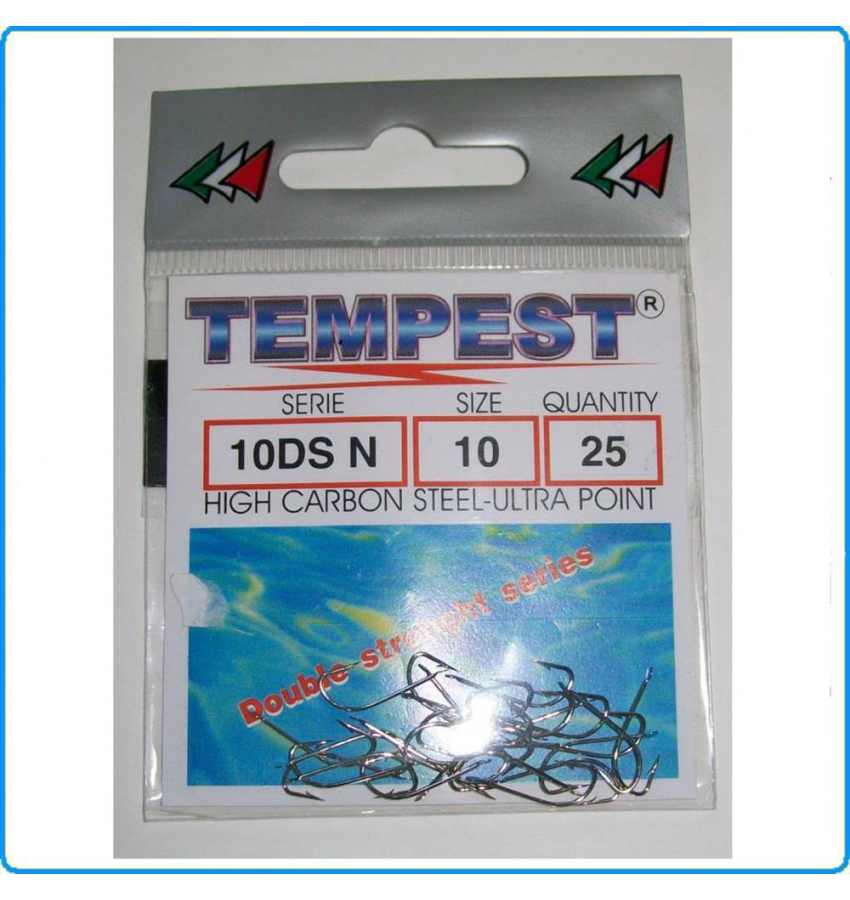 TEMPEST®
SERIE SIZE QUANTITY
10DS N 10 25
HIGH CARBON STEEL-ULTRA POINT
Double strenght series